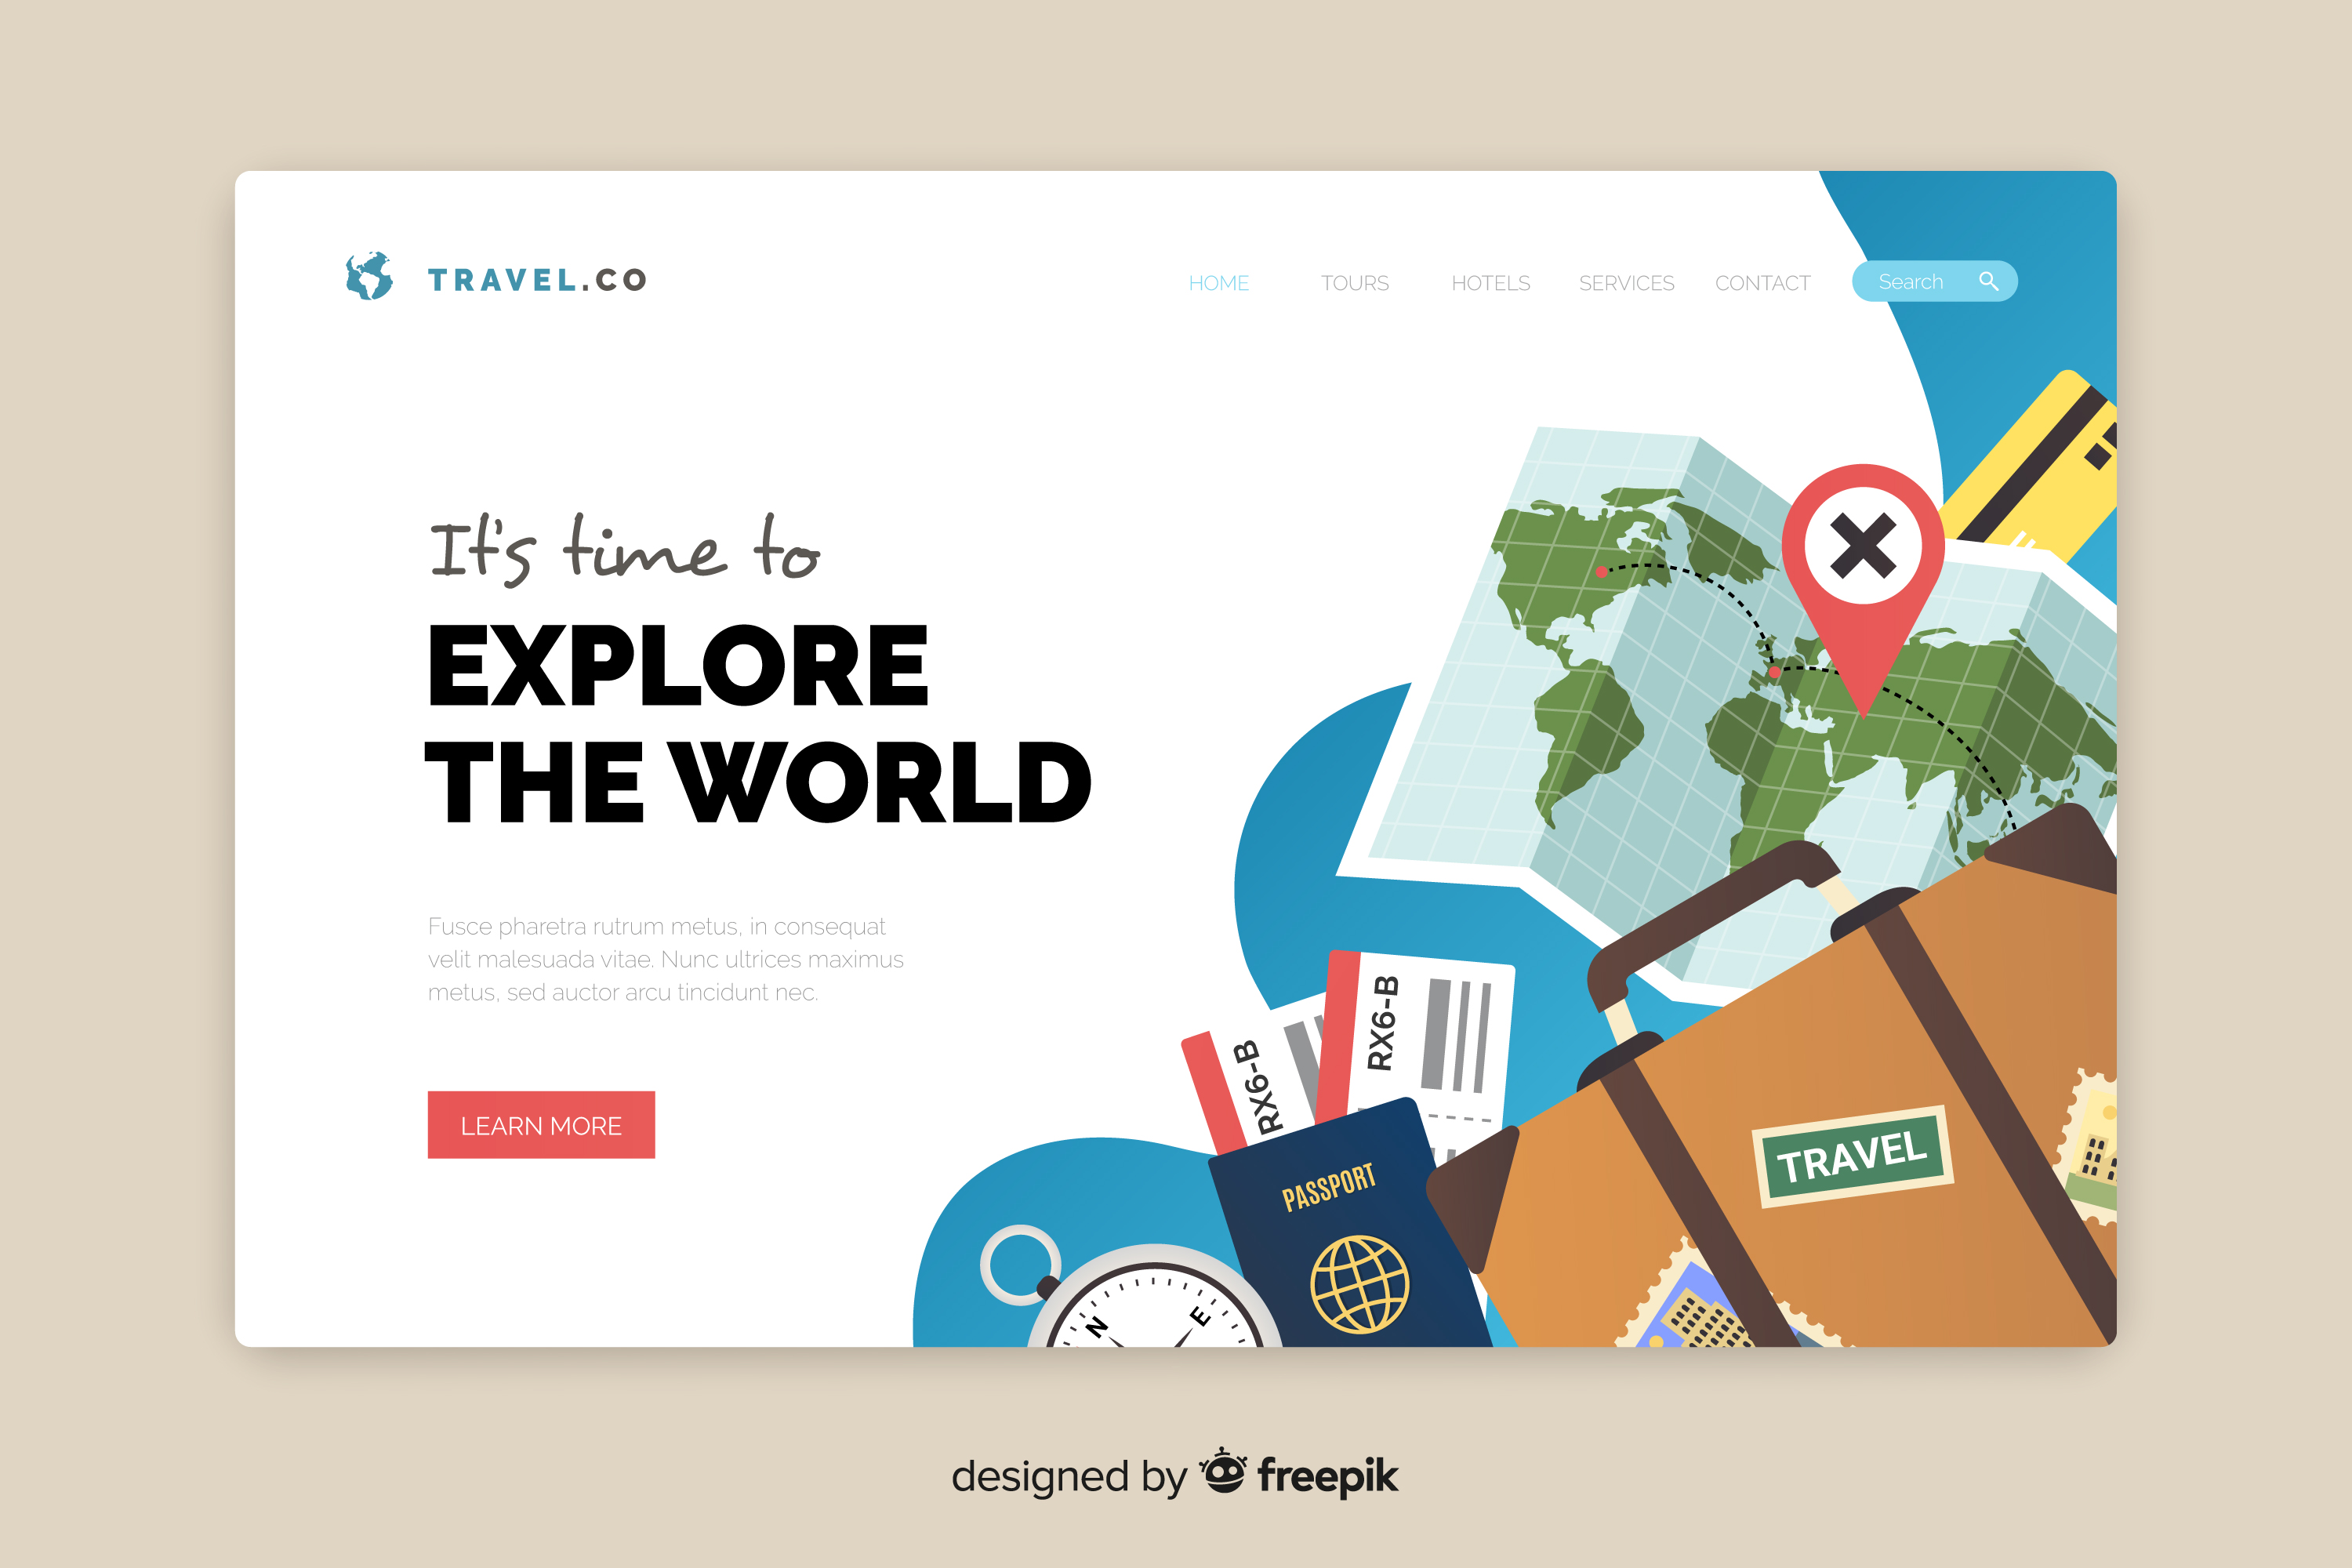 TRAVEL.CO
HOME TOURS HOTELS SERVICES CONTACT Search
It's time to
EXPLORE
THE WORLD
Fusce pharetra rutrum metus, in consequat
velit malesuada vitae. Nunc ultrices maximus
metus, sed auctor arcu tincidunt nec.
LEARN MORE
RX6-B
RX6-B
PASSPORT
TRAVEL
N
E
designed by freepik